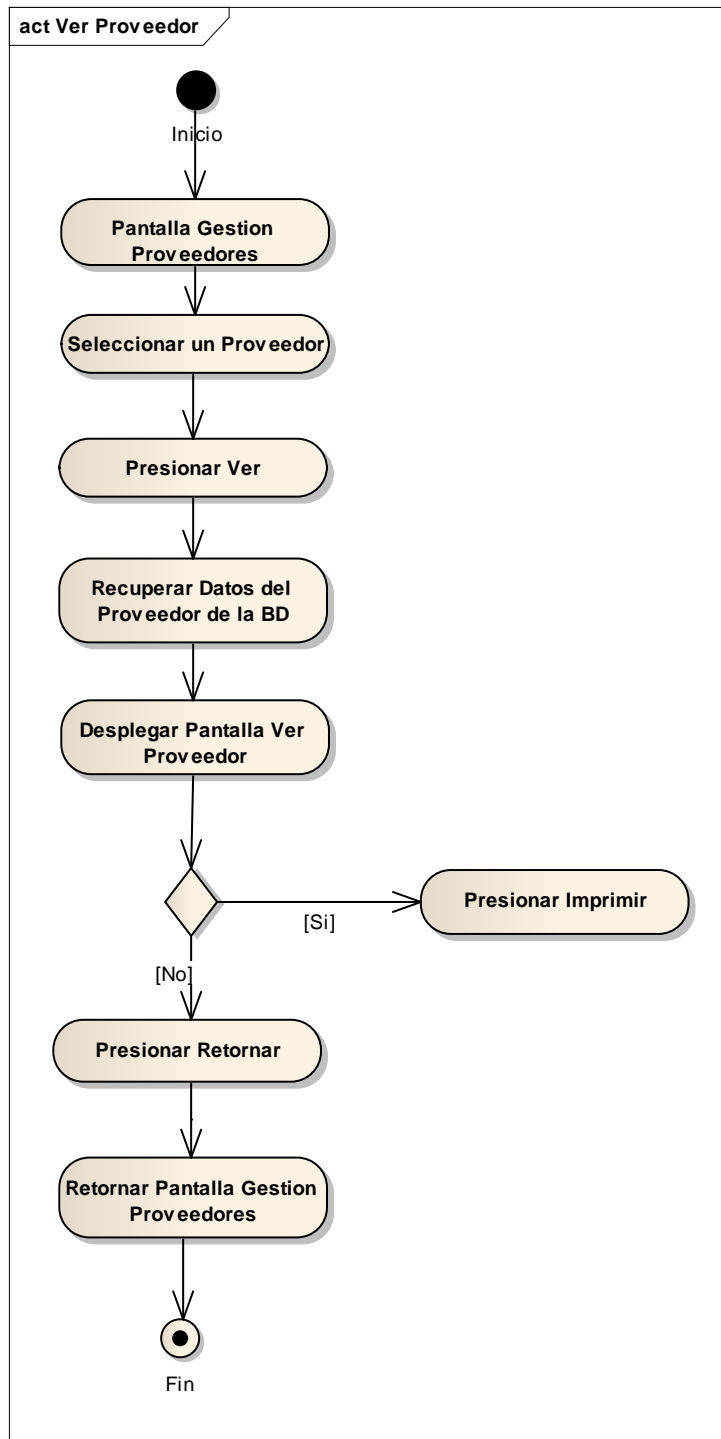 act Ver Proveedor
Inicio
Pantalla Gestion
Proveedores
Seleccionar un Proveedor
Presionar Ver
Recuperar Datos del
Proveedor de la BD
Desplegar Pantalla Ver
Proveedor
[Si]
Presionar Imprimir
[No]
Presionar Retornar
Retornar Pantalla Gestion
Proveedores
Fin